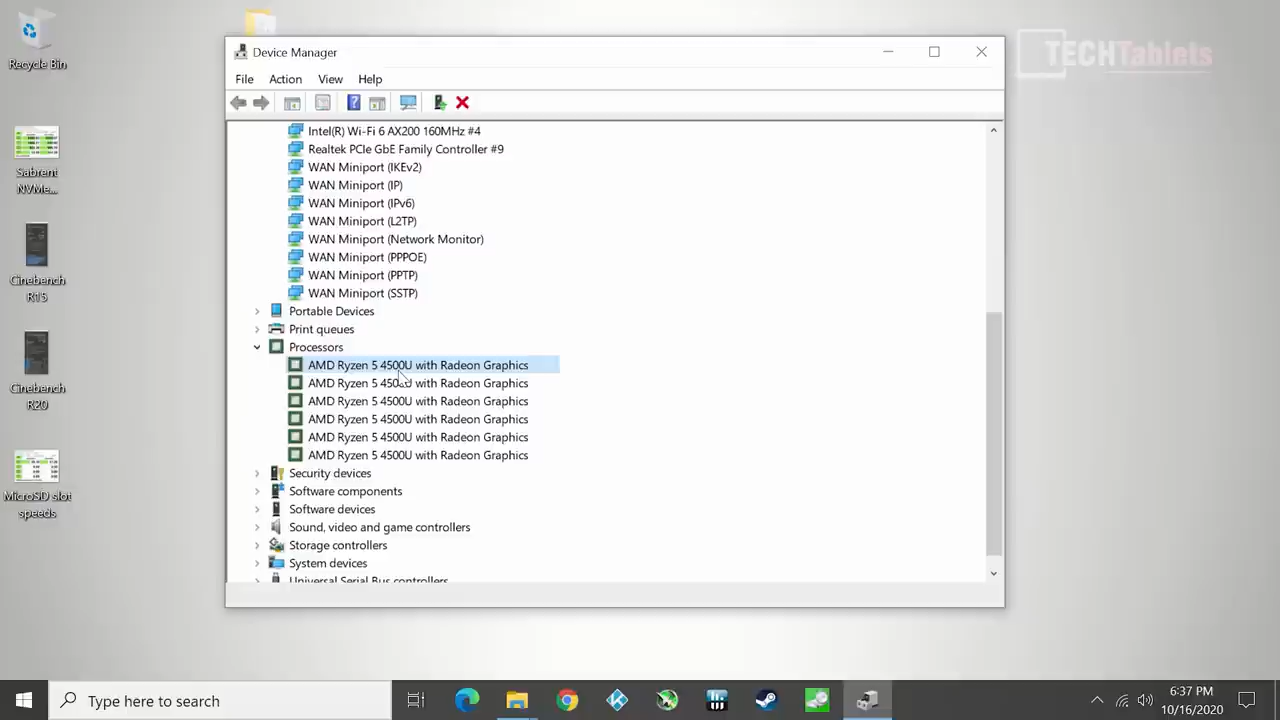 Recycle Bin
Sabrent
NVMe...
Cinebench
R15
Cinebench
R20
MicroSD slot
speeds
TECHTablets
Device Manager
File Action View Help
Intel(R) Wi-Fi 6 AX200 160MHz #4
Realtek PCIe GbE Family Controller #9
WAN Miniport (IKEv2)
WAN Miniport (IP)
WAN Miniport (IPv6)
WAN Miniport (L2TP)
WAN Miniport (Network Monitor)
WAN Miniport (PPPOE)
WAN Miniport (PPTP)
WAN Miniport (SSTP)
Portable Devices
Print queues
Processors
AMD Ryzen 5 4500U with Radeon Graphics
AMD Ryzen 5 4500U with Radeon Graphics
AMD Ryzen 5 4500U with Radeon Graphics
AMD Ryzen 5 4500U with Radeon Graphics
AMD Ryzen 5 4500U with Radeon Graphics
AMD Ryzen 5 4500U with Radeon Graphics
Security devices
Software components
Software devices
Sound, video and game controllers
Storage controllers
System devices
Universal Serial Bus controllers
Type here to search
6:37 PM
10/16/2020